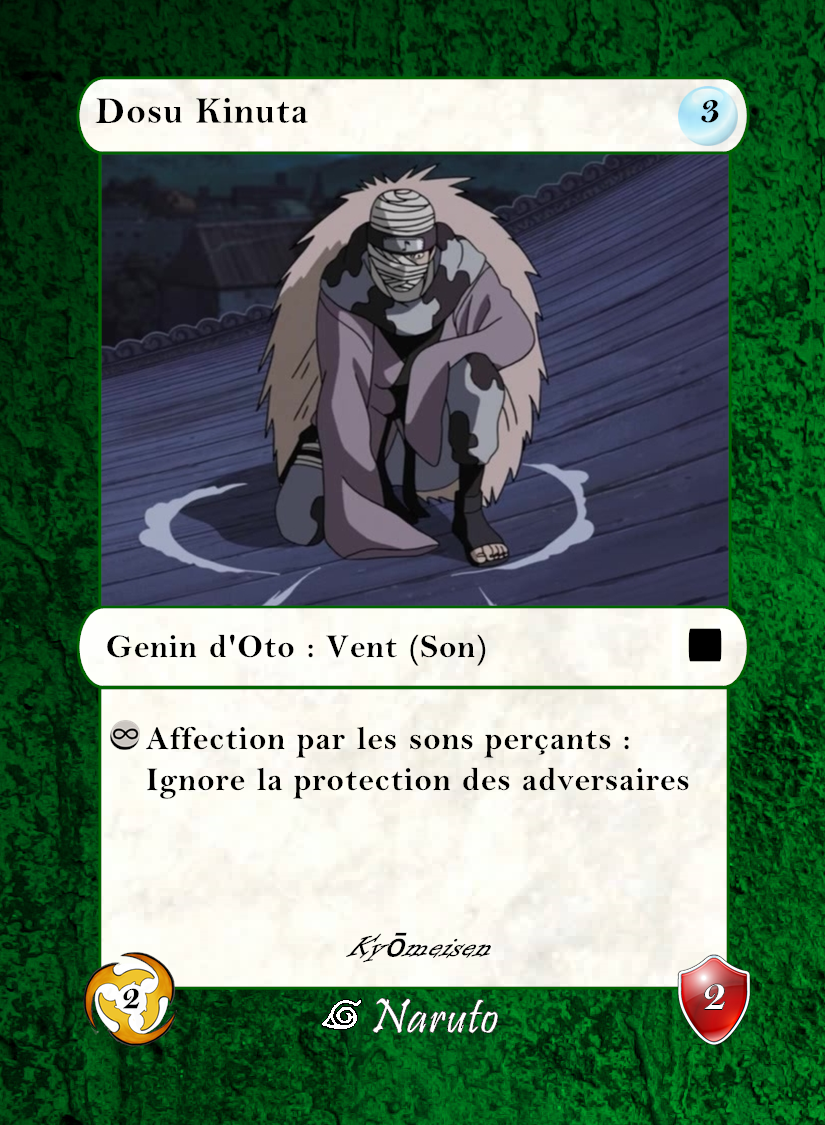 Dosu Kinuta
3
Genin d'Oto : Vent (Son)
∞ Affection par les sons perçants :
Ignore la protection des adversaires
Kyōmeisen
2
Naruto
2